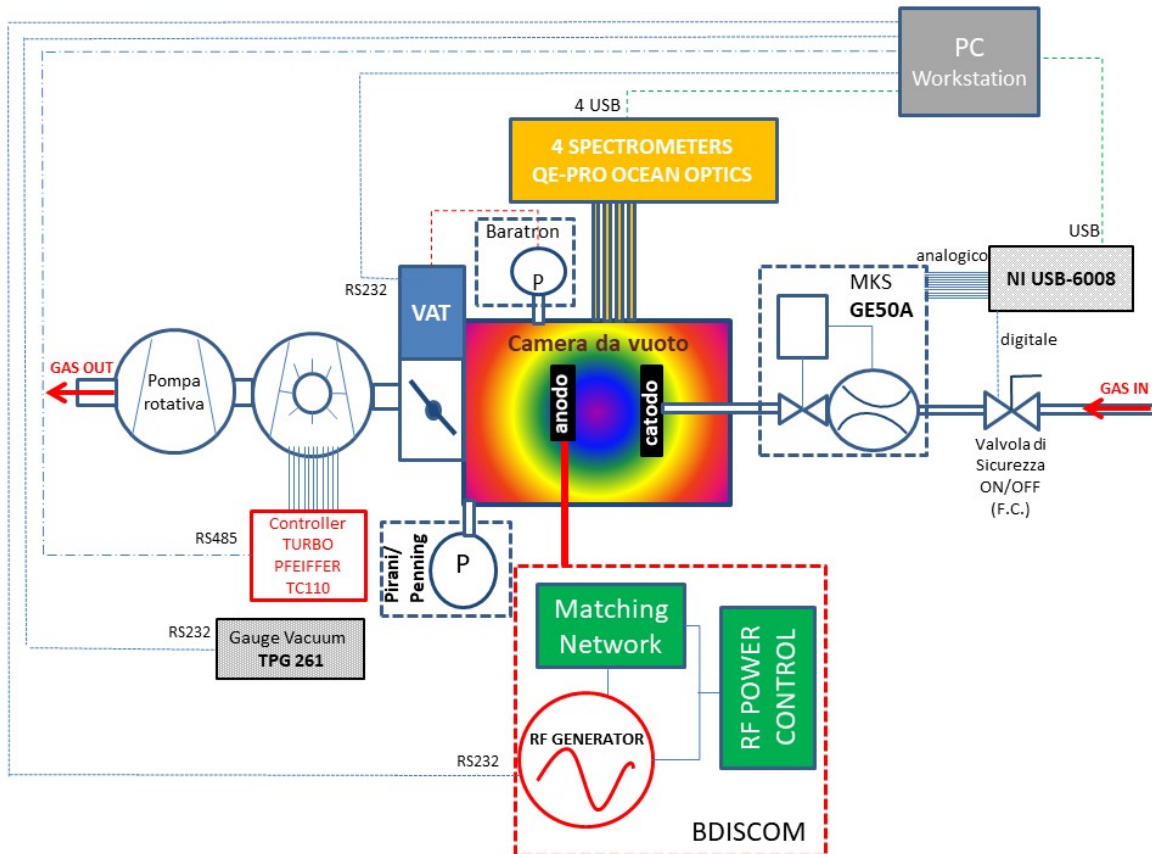 PC
Workstation
4 USB
4 SPECTROMETERS
QE-PRO OCEAN OPTICS
USB
Baratron
P
analogico
NI USB-6008
MKS
GE50A
RS232
VAT
digitale
Camera da vuoto
GAS OUT
Pompa
rotativa
anodo
catodo
GAS IN
Valvola di
Sicurezza
ON/OFF
(F.C.)
RS485
Controller
TURBO
PFEIFFER
TC110
Pirani/
Penning
P
RS232
Gauge Vacuum
TPG 261
Matching
Network
RF POWER
CONTROL
RF GENERATOR
RS232
BDISCOM